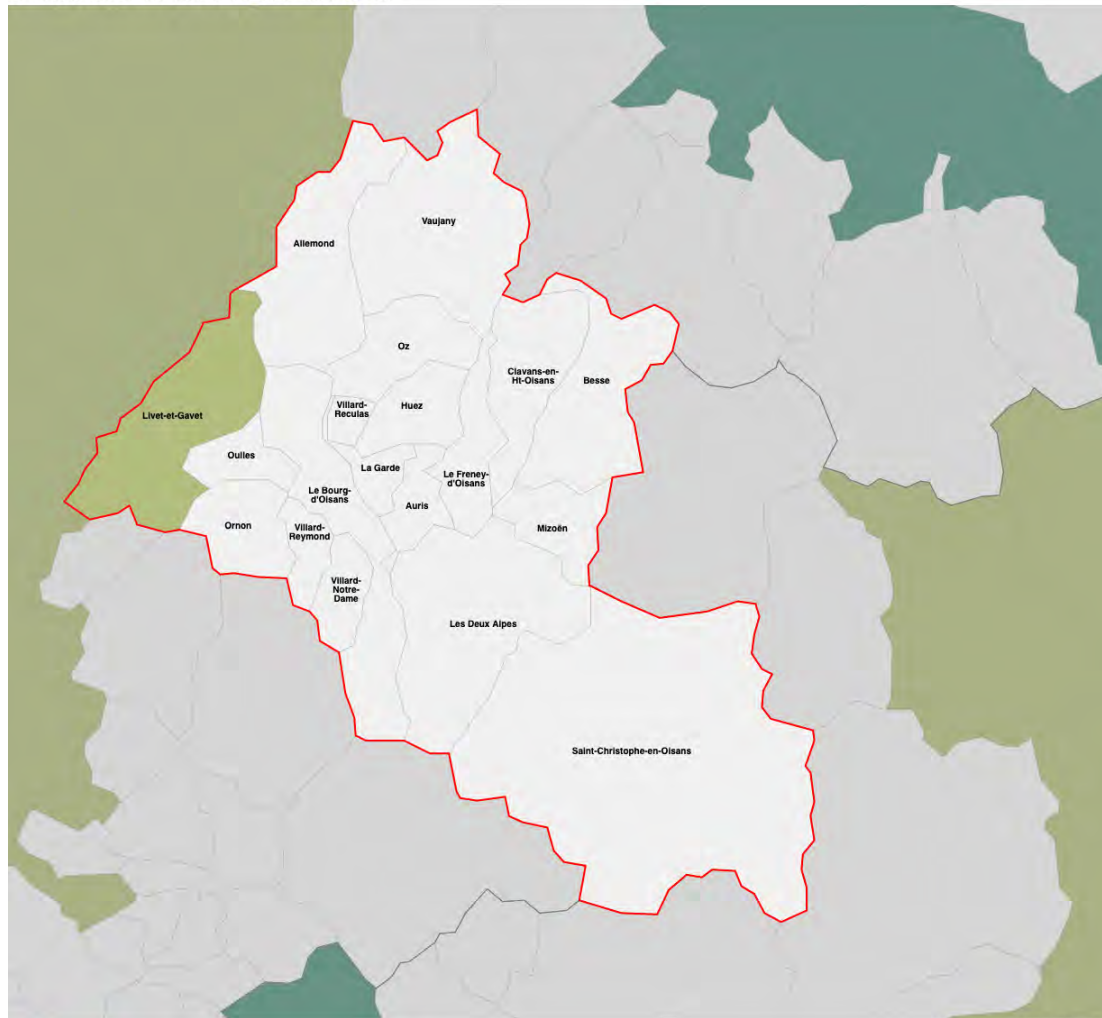 Vaujany
Allemond
Oz
Clavans-en-
Ht-Oisans
Besse
Villard-
Reculas
Huez
Livet-et-Gavet
Oulles
La Garde
Le Freney-
d'Oisans
Le Bourg-
d'Oisans
Auris
Ornon
Villard-
Reymond
Mizoën
Villard-
Notre-
Dame
Les Deux Alpes
Saint-Christophe-en-Oisans